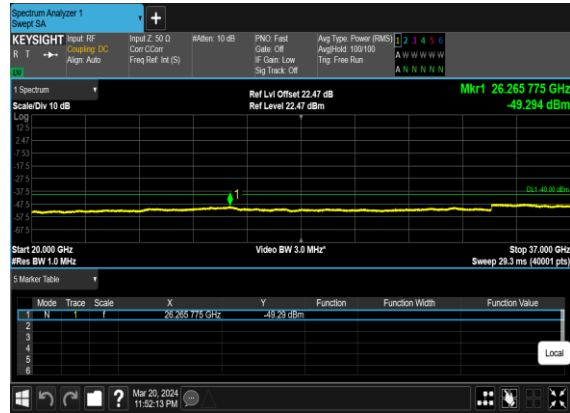 Spectrum Analyzer 1
Swept SA
+
KEYSIGHT Input: RF Input Z: 50 Ω #Atten: 10 dB PNO: Fast Avg Type: Power (RMS) 1 2 3 4 5 6
R T Coupling: DC Corr CCorr Gate: Off Avg|Hold: 100/100 A W W W W W
Align: Auto Freq Ref: Int (S) IF Gain: Low Trig: Free Run
LW Sig Track: Off A N N N N N
1 Spectrum Ref Lvl Offset 22.47 dB Mkr1 26.265 775 GHz
Scale/Div 10 dB Ref Level 22.47 dBm -49.294 dBm
Log
12.5
2.47
-7.53
-17.5
-27.5
-37.5 DL1 -40.00 dBm
1
-47.5
-57.5
-67.5
Start 20.000 GHz Video BW 3.0 MHz* Stop 37.000 GHz
#Res BW 1.0 MHz Sweep 29.3 ms (40001 pts)
5 Marker Table
Mode Trace Scale X Y Function Function Width Function Value
1 N 1 f 26.265 775 GHz -49.29 dBm
2
3
4
5
6
Local
? Mar 20, 2024
11:52:13 PM